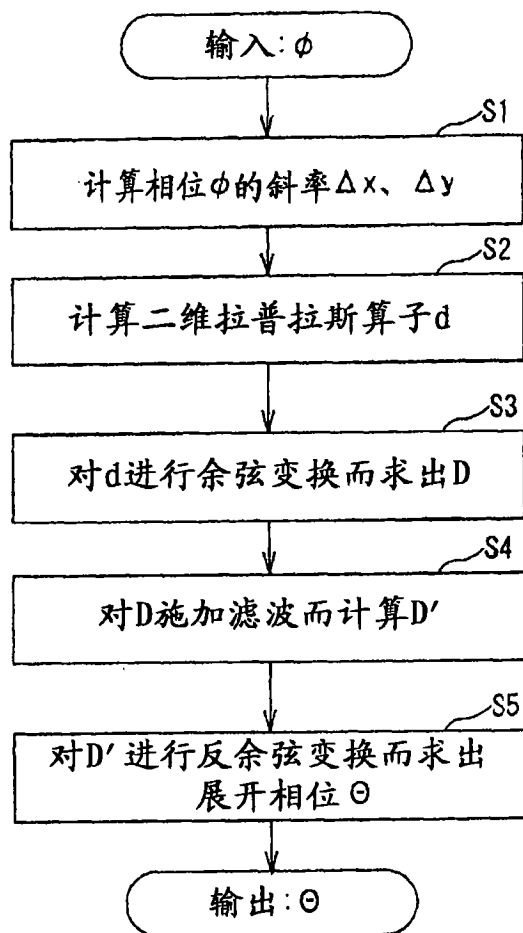 输入:φ
S1
计算相位φ的斜率Δx、Δy
S2
计算二维拉普拉斯算子d
S3
对d进行余弦变换而求出D
S4
对D施加滤波而计算D′
S5
对D′进行反余弦变换而求出
展开相位Θ
输出:Θ